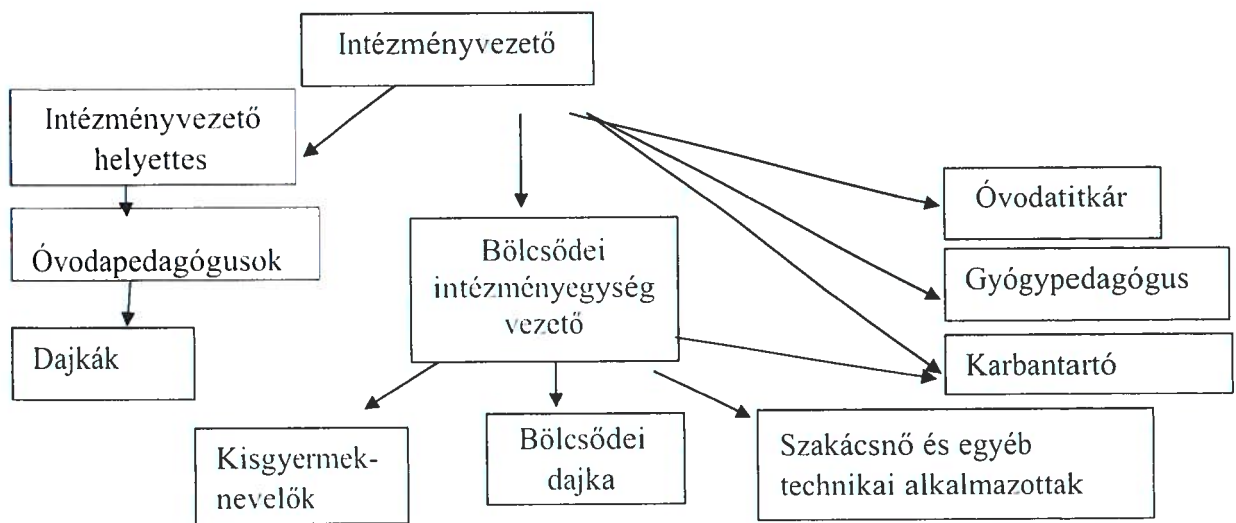 Intézményvezető
Intézményvezető
helyettes
Óvodapedagógusok
Dajkák
Bölcsődei
intézményegység
vezető
Óvodatitkár
Gyógypedagógus
Karbantartó
Kisgyermek-
nevelők
Bölcsődei
dajka
Szakácsnő és egyéb
technikai alkalmazottak